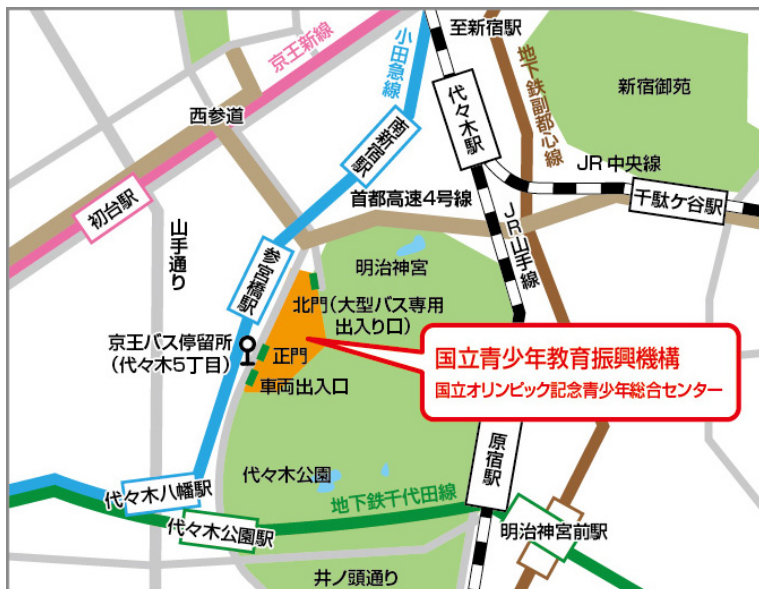 京王新線
小田急線
至新宿駅
地下鉄副都心線
新宿御苑
代々木駅
西参道
南新宿駅
JR中央線
千駄ケ谷駅
初台駅
山手通り
首都高速4号線
JR山手線
参宮橋駅
明治神宮
北門(大型バス専用
出入り口)
京王バス停留所
(代々木5丁目)
正門
車両出入口
国立青少年教育振興機構
国立オリンピック記念青少年総合センター
原宿駅
代々木公園
代々木八幡駅
地下鉄千代田線
代々木公園駅
明治神宮前駅
井ノ頭通り